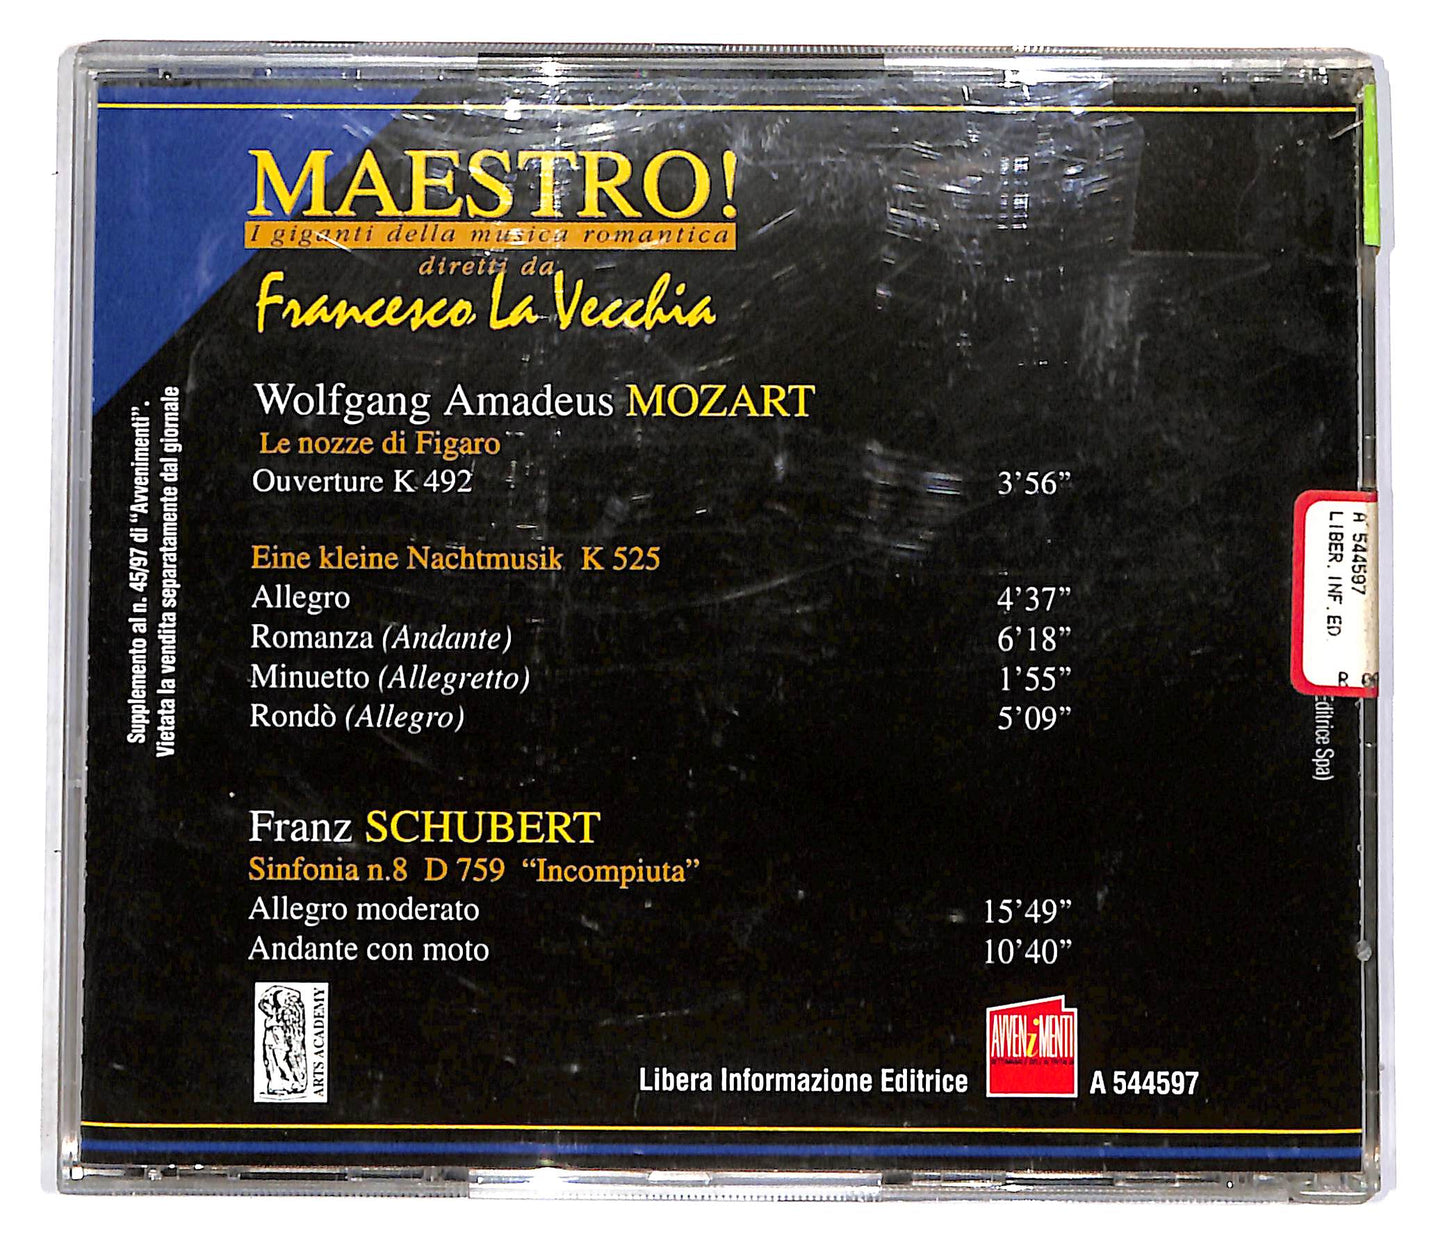 MAESTRO!
I giganti della musica romantica
diretti da
Francesco La Vecchia
Wolfgang Amadeus MOZART
Le nozze di Figaro
Ouverture K 492 3’56”
Eine kleine Nachtmusik K 525
Allegro 4’37”
Romanza (Andante) 6’18”
Minuetto (Allegretto) 1’55”
Rondò (Allegro) 5’09”
Franz SCHUBERT
Sinfonia n.8 D 759 “Incompiuta”
Allegro moderato 15’49”
Andante con moto 10’40”
ARTS ACADEMY
Libera Informazione Editrice
AVVENiMENTI
A 544597
Supplemento al n. 45/97 di “Avvenimenti”.
Vietata la vendita separatamente dal giornale
A 544597
LIBER. INF. ED.
Editrice Spa)